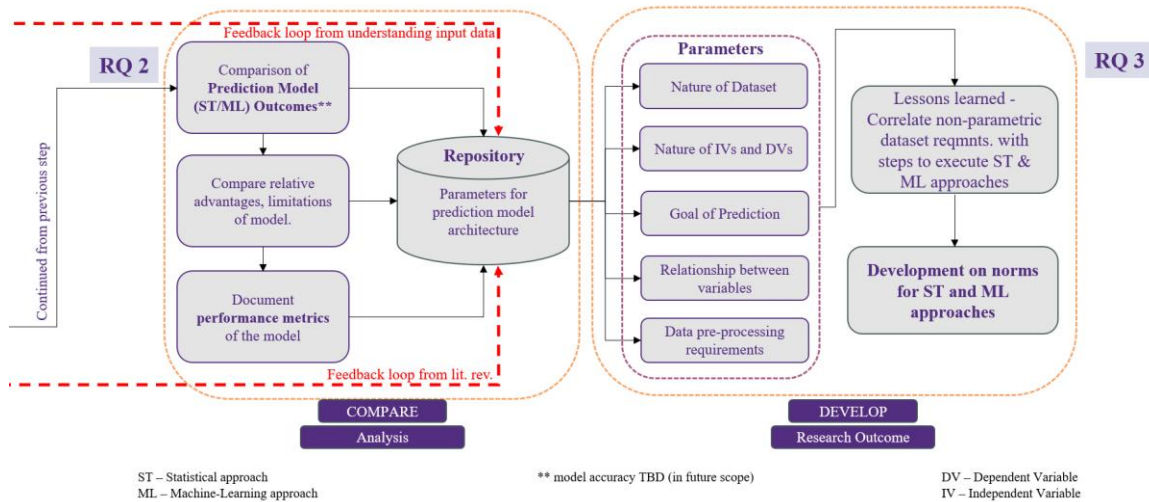 Feedback loop from understanding input data
RQ 2
Continued from previous step
Comparison of
Prediction Model
(ST/ML) Outcomes**
Compare relative
advantages, limitations
of model.
Document
performance metrics
of the model
Repository
Parameters for
prediction model
architecture
Feedback loop from lit. rev.
COMPARE
Analysis
Parameters
Nature of Dataset
Nature of IVs and DVs
Goal of Prediction
Relationship between
variables
Data pre-processing
requirements
RQ 3
Lessons learned -
Correlate non-parametric
dataset reqmnts. with
steps to execute ST &
ML approaches
Development on norms
for ST and ML
approaches
DEVELOP
Research Outcome
ST – Statistical approach
ML – Machine-Learning approach
** model accuracy TBD (in future scope)
DV – Dependent Variable
IV – Independent Variable